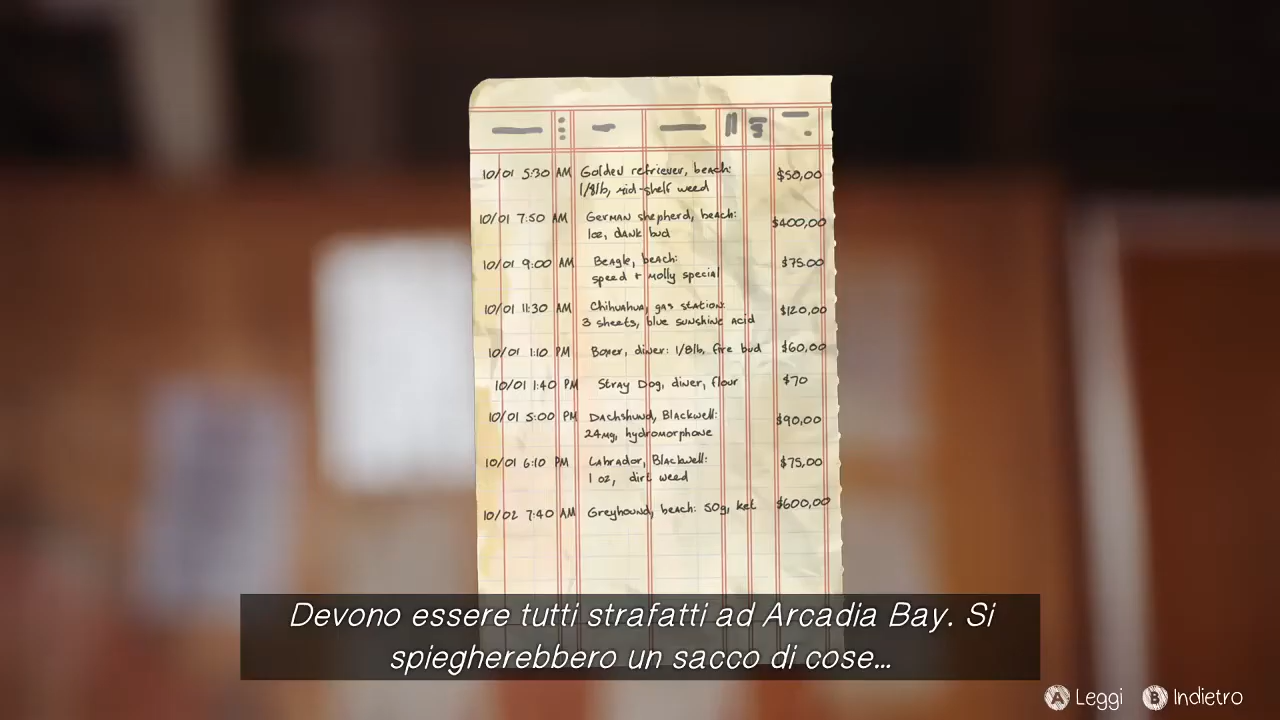 10/01 5:30 AM Golden retriever, beach: $50,00
1/8lb, mid-shelf weed
10/01 7:50 AM German shepherd, beach: $400,00
1oz, dank bud
10/01 9:00 AM Beagle, beach: $75.00
speed + molly special
10/01 11:30 AM Chihuahua, gas station: $120,00
3 sheets, blue sunshine acid
10/01 1:10 PM Boxer, diner: 1/8lb, fire bud $60,00
10/01 1:40 PM Stray Dog, diner, flour $70
10/01 5:00 PM Dachshund, Blackwell: $90,00
24mg, hydromorphone
10/01 6:10 PM Labrador, Blackwell: $75,00
1 oz, dirt weed
10/02 7:40 AM Greyhound, beach: 50g, ket $600,00
Devono essere tutti strafatti ad Arcadia Bay. Si
spiegherebbero un sacco di cose...
A Leggi B Indietro